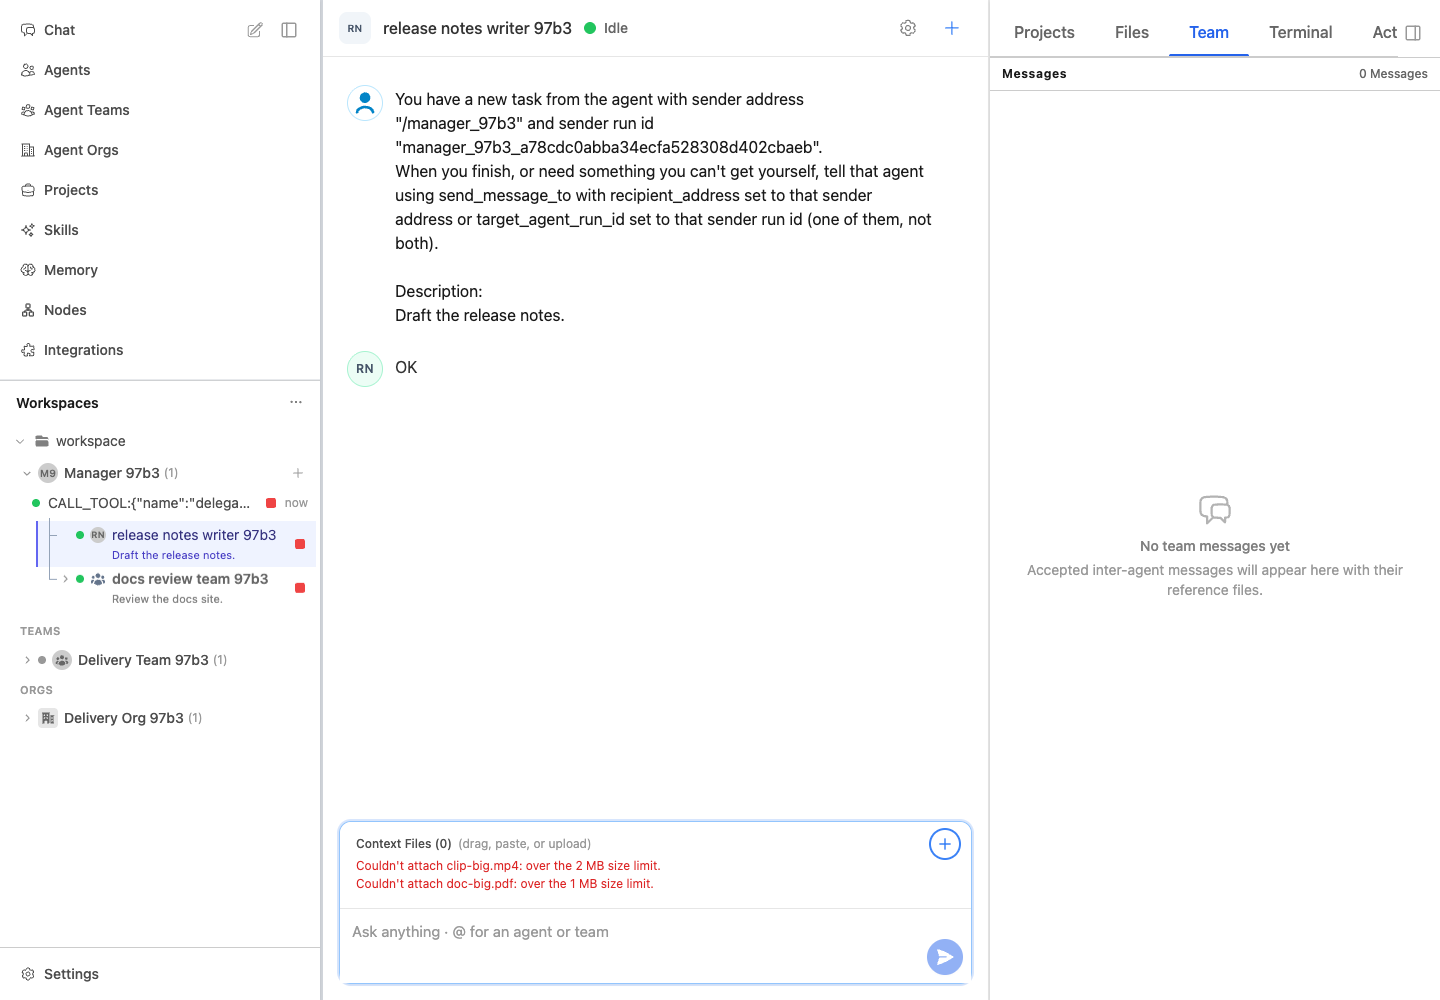 Chat
Agents
Agent Teams
Agent Orgs
Projects
Skills
Memory
Nodes
Integrations
Workspaces
workspace
M9 Manager 97b3 (1)
CALL_TOOL:{"name":"delega... now
RN release notes writer 97b3
Draft the release notes.
docs review team 97b3
Review the docs site.
TEAMS
Delivery Team 97b3 (1)
ORGS
Delivery Org 97b3 (1)
Settings
RN release notes writer 97b3 Idle
You have a new task from the agent with sender address
"/manager_97b3" and sender run id
"manager_97b3_a78cdc0abba34ecfa528308d402cbaeb".
When you finish, or need something you can't get yourself, tell that agent
using send_message_to with recipient_address set to that sender
address or target_agent_run_id set to that sender run id (one of them, not
both).
Description:
Draft the release notes.
RN OK
Context Files (0) (drag, paste, or upload)
Couldn't attach clip-big.mp4: over the 2 MB size limit.
Couldn't attach doc-big.pdf: over the 1 MB size limit.
Ask anything · @ for an agent or team
Projects Files Team Terminal Act
Messages 0 Messages
No team messages yet
Accepted inter-agent messages will appear here with their
reference files.